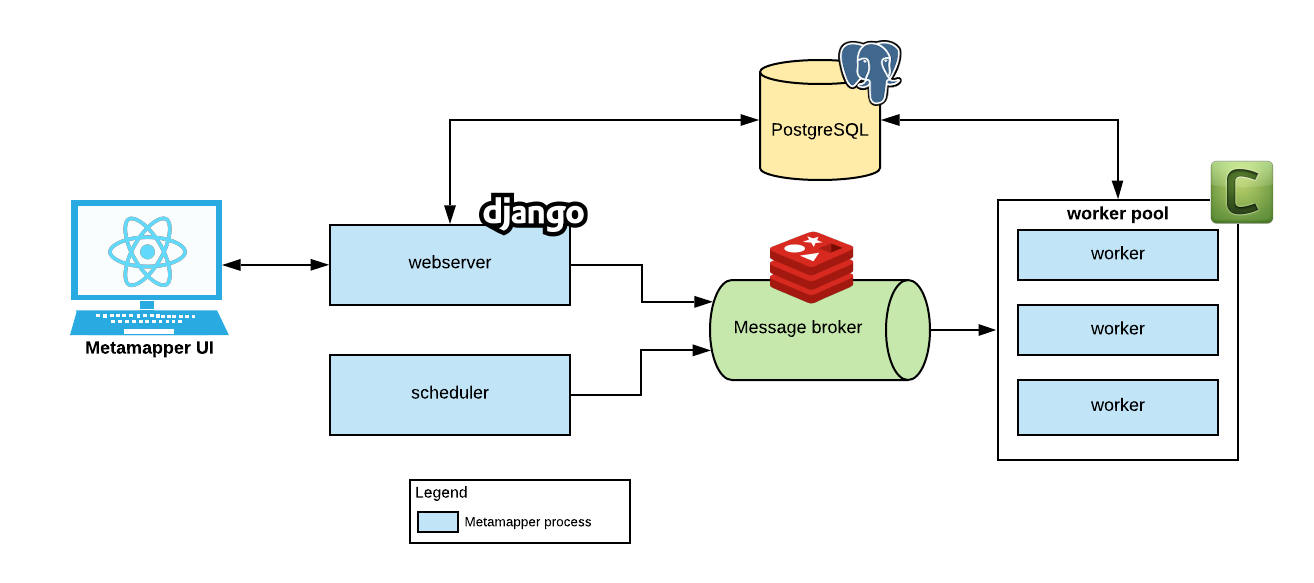 PostgreSQL
django
C
worker pool
Metamapper UI
webserver
worker
Message broker
worker
scheduler
worker
Legend
Metamapper process